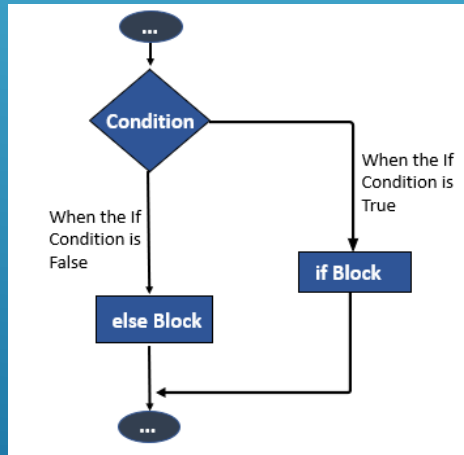 ...
Condition
When the If
Condition is
True
When the If
Condition is
False
if Block
else Block
...